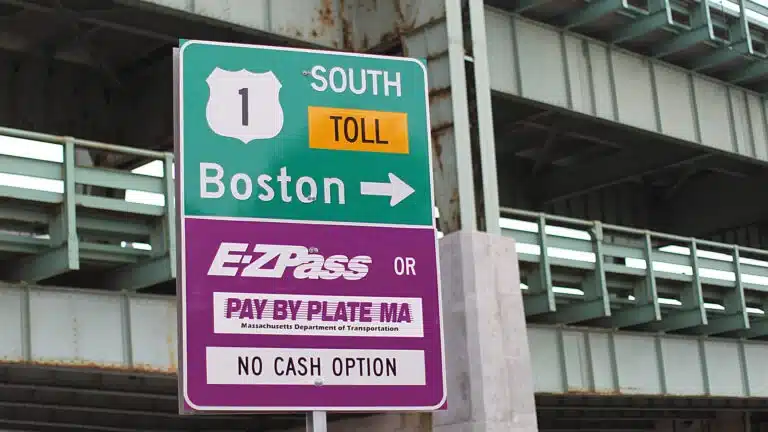 1 SOUTH
TOLL
Boston
E-ZPass OR
PAY BY PLATE MA
Massachusetts Department of Transportation
NO CASH OPTION